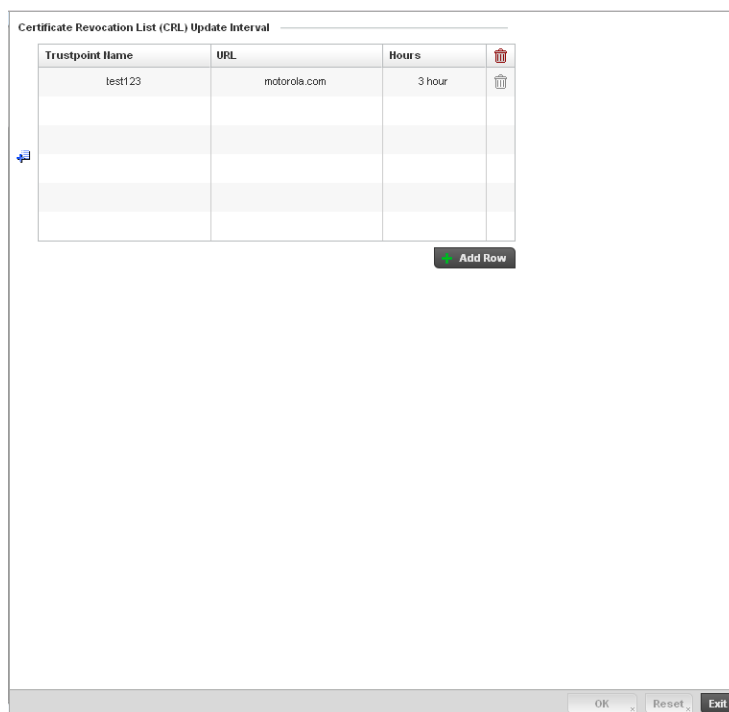 Certificate Revocation List (CRL) Update Interval
Trustpoint Name URL Hours
test123 motorola.com 3 hour
Add Row
OK Reset Exit